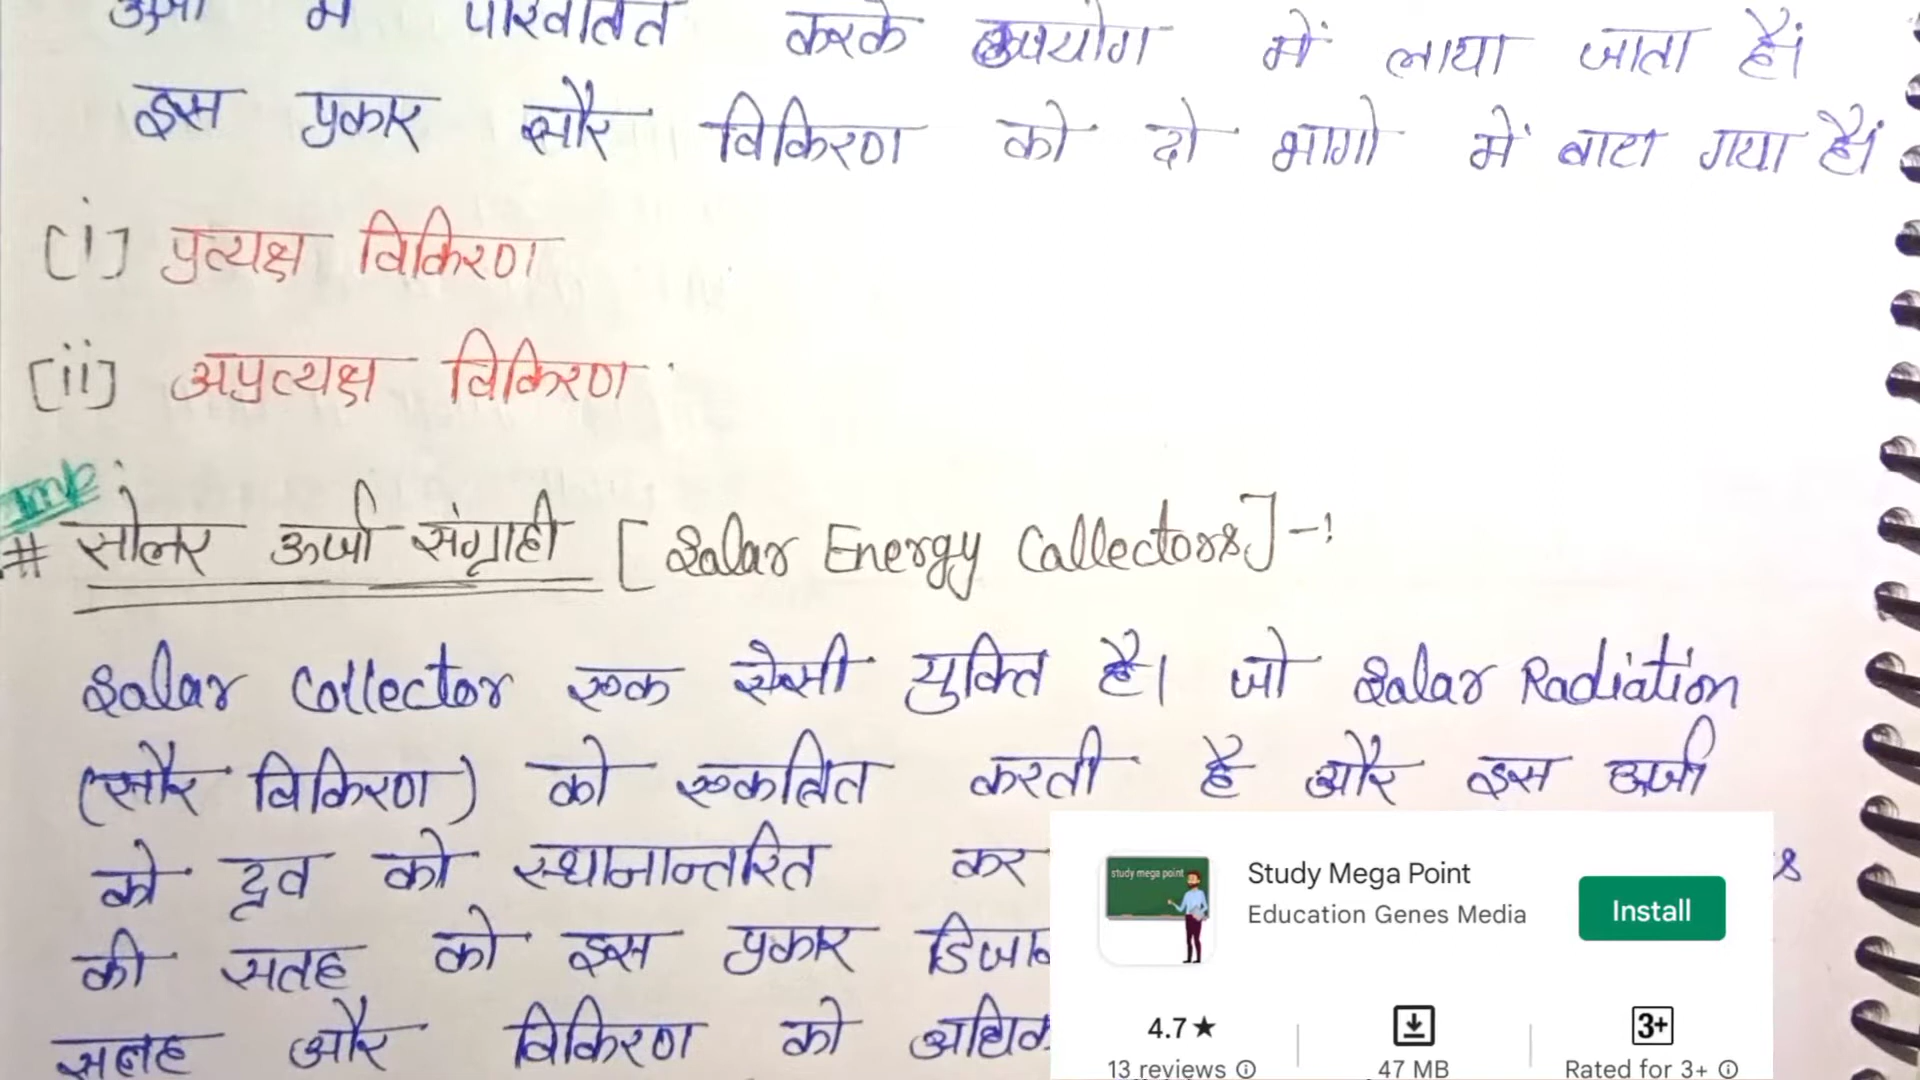 ऊर्जा में परिवर्तित करके उपयोग में लाया जाता है।
इस प्रकार सौर विकिरण को दो भागो में बाटा गया है।
[i] प्रत्यक्ष विकिरण
[ii] अप्रत्यक्ष विकिरण
Imp
# सोलर ऊर्जा संग्राही [Solar Energy Collectors] -:
Solar Collector एक ऐसी युक्ति है। जो Solar Radiation
(सौर विकिरण) को एकत्रित करती है और इस ऊर्जा
को द्रव को स्थानान्तरित कर
की सतह को इस प्रकार
सतह और विकिरण को
study mega point
Study Mega Point
Education Genes Media
Install
4.7★
13 reviews
47 MB
3+
Rated for 3+